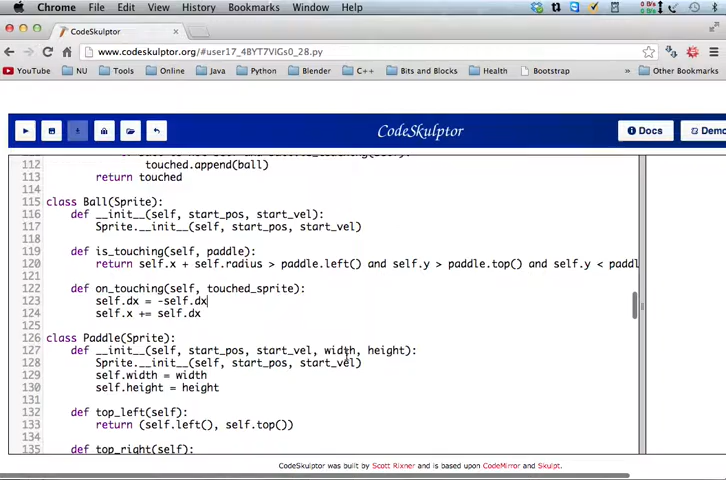 Chrome File Edit View History Bookmarks Window Help
0 B/s
0 B/s
CodeSkulptor ×
www.codeskulptor.org/#user17_4BYT7VIGs0_28.py
YouTube NU Tools Online Java Python Blender C++ Bits and Blocks Health Bootstrap » Other Bookmarks
CodeSkulptor Docs Demo
112 touched.append(ball)
113 return touched
114
115 class Ball(Sprite):
116 def __init__(self, start_pos, start_vel):
117 Sprite.__init__(self, start_pos, start_vel)
118
119 def is_touching(self, paddle):
120 return self.x + self.radius > paddle.left() and self.y > paddle.top() and self.y < paddl
121
122 def on_touching(self, touched_sprite):
123 self.dx = -self.dx
124 self.x += self.dx
125
126 class Paddle(Sprite):
127 def __init__(self, start_pos, start_vel, width, height):
128 Sprite.__init__(self, start_pos, start_vel)
129 self.width = width
130 self.height = height
131
132 def top_left(self):
133 return (self.left(), self.top())
134
135 def top_right(self):
CodeSkulptor was built by Scott Rixner and is based upon CodeMirror and Skulpt.